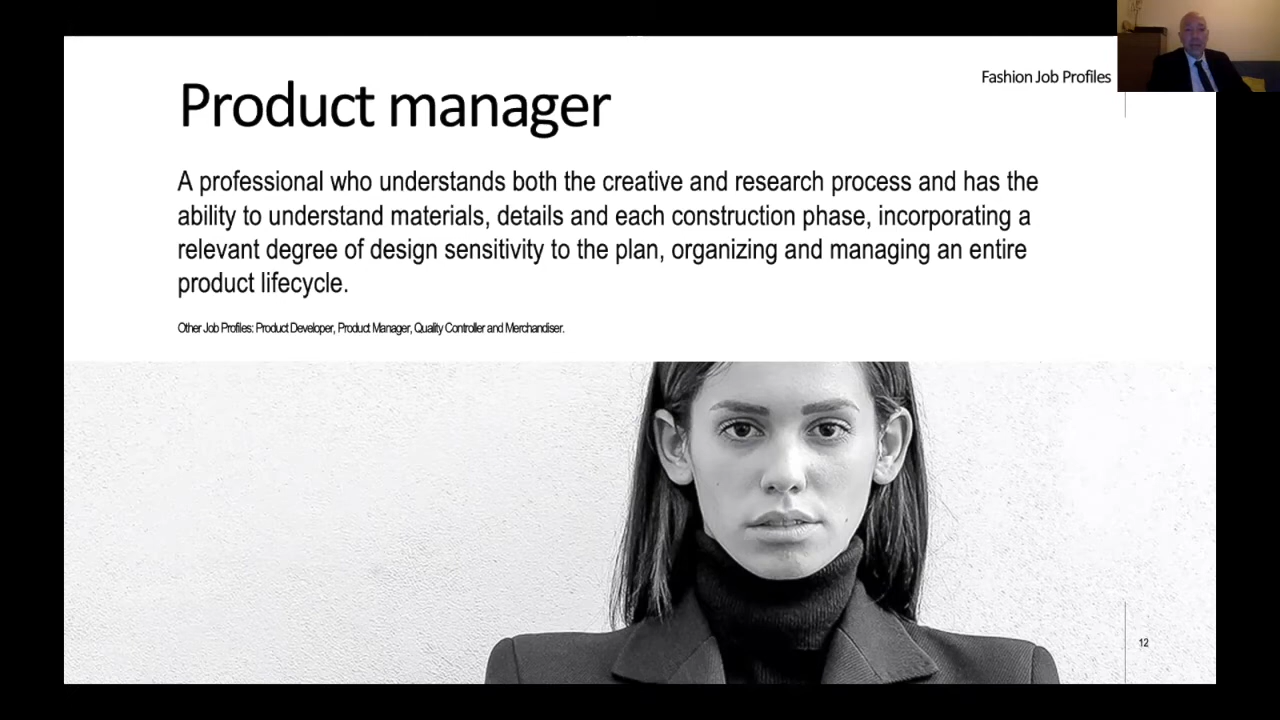 Fashion Job Profiles
Product manager
A professional who understands both the creative and research process and has the
ability to understand materials, details and each construction phase, incorporating a
relevant degree of design sensitivity to the plan, organizing and managing an entire
product lifecycle.
Other Job Profiles: Product Developer, Product Manager, Quality Controller and Merchandiser.
12